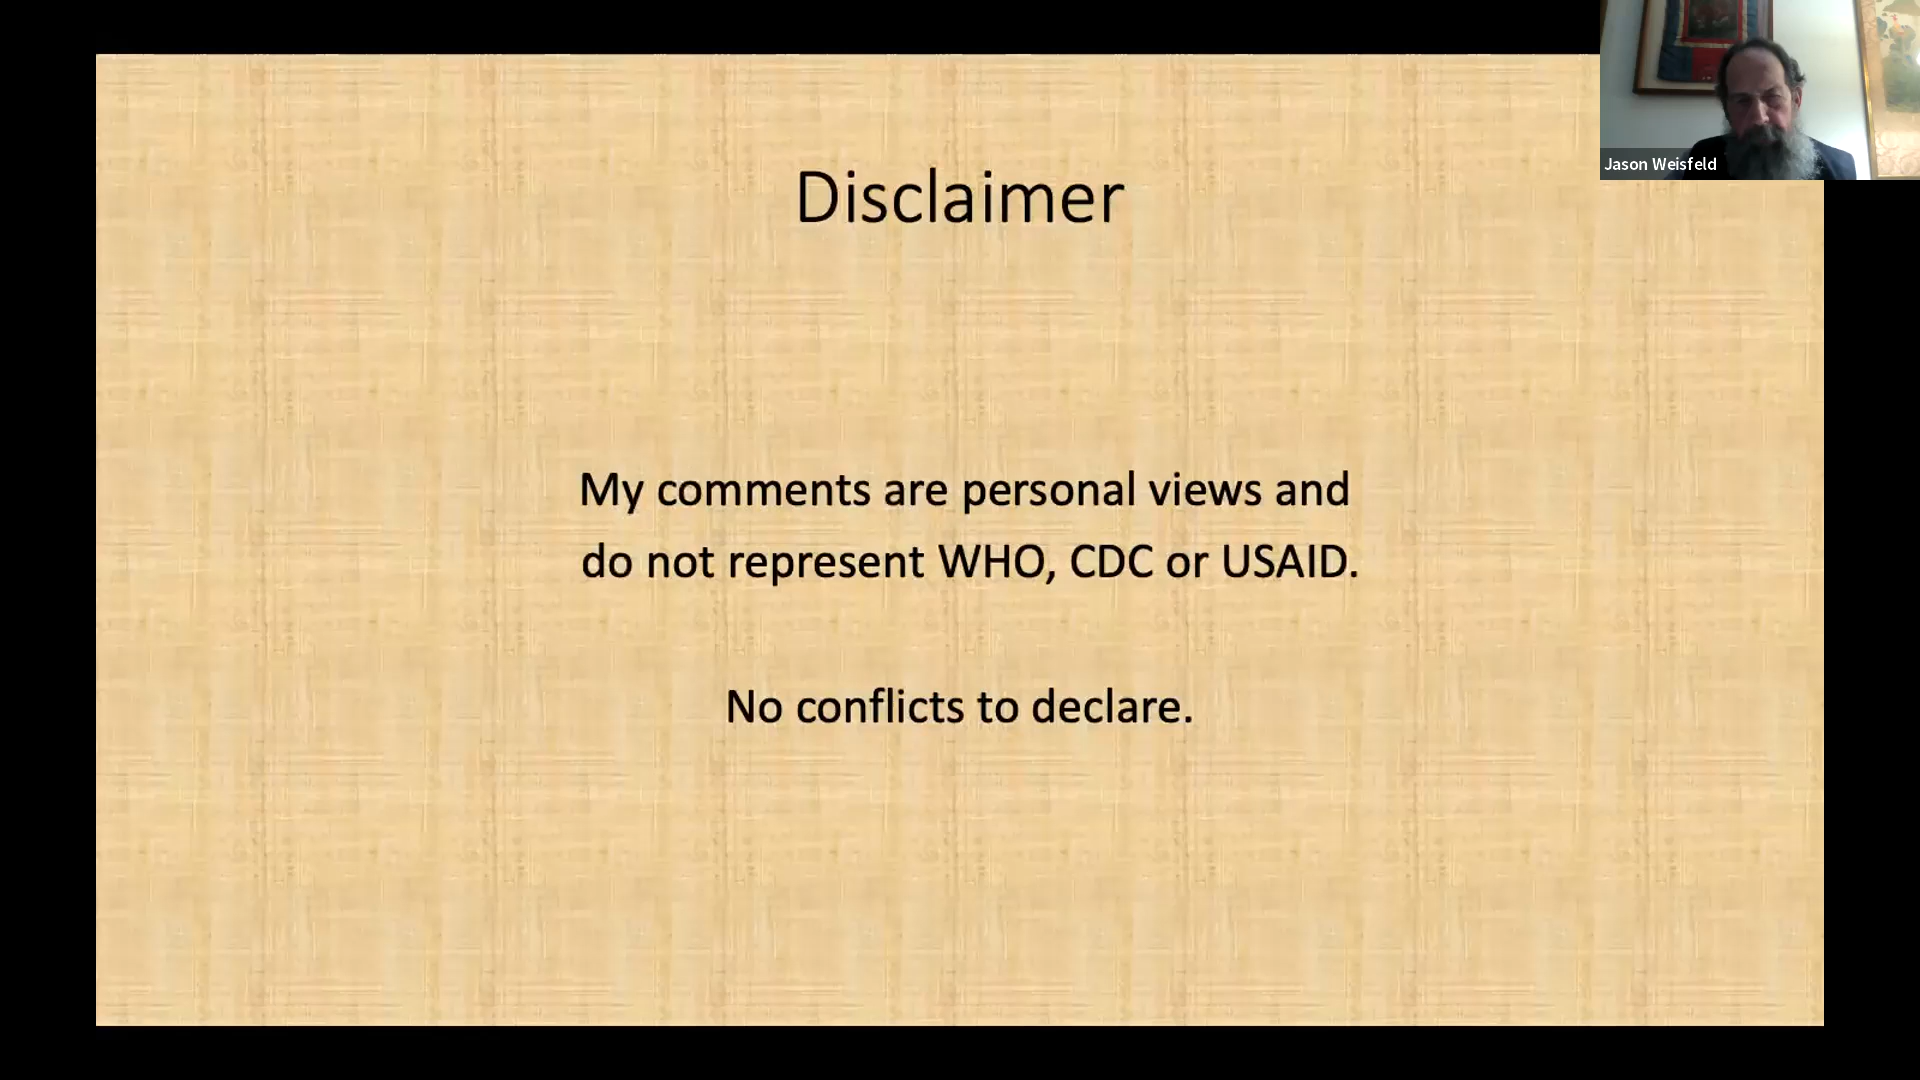 Disclaimer
Jason Weisfeld
My comments are personal views and
do not represent WHO, CDC or USAID.
No conflicts to declare.